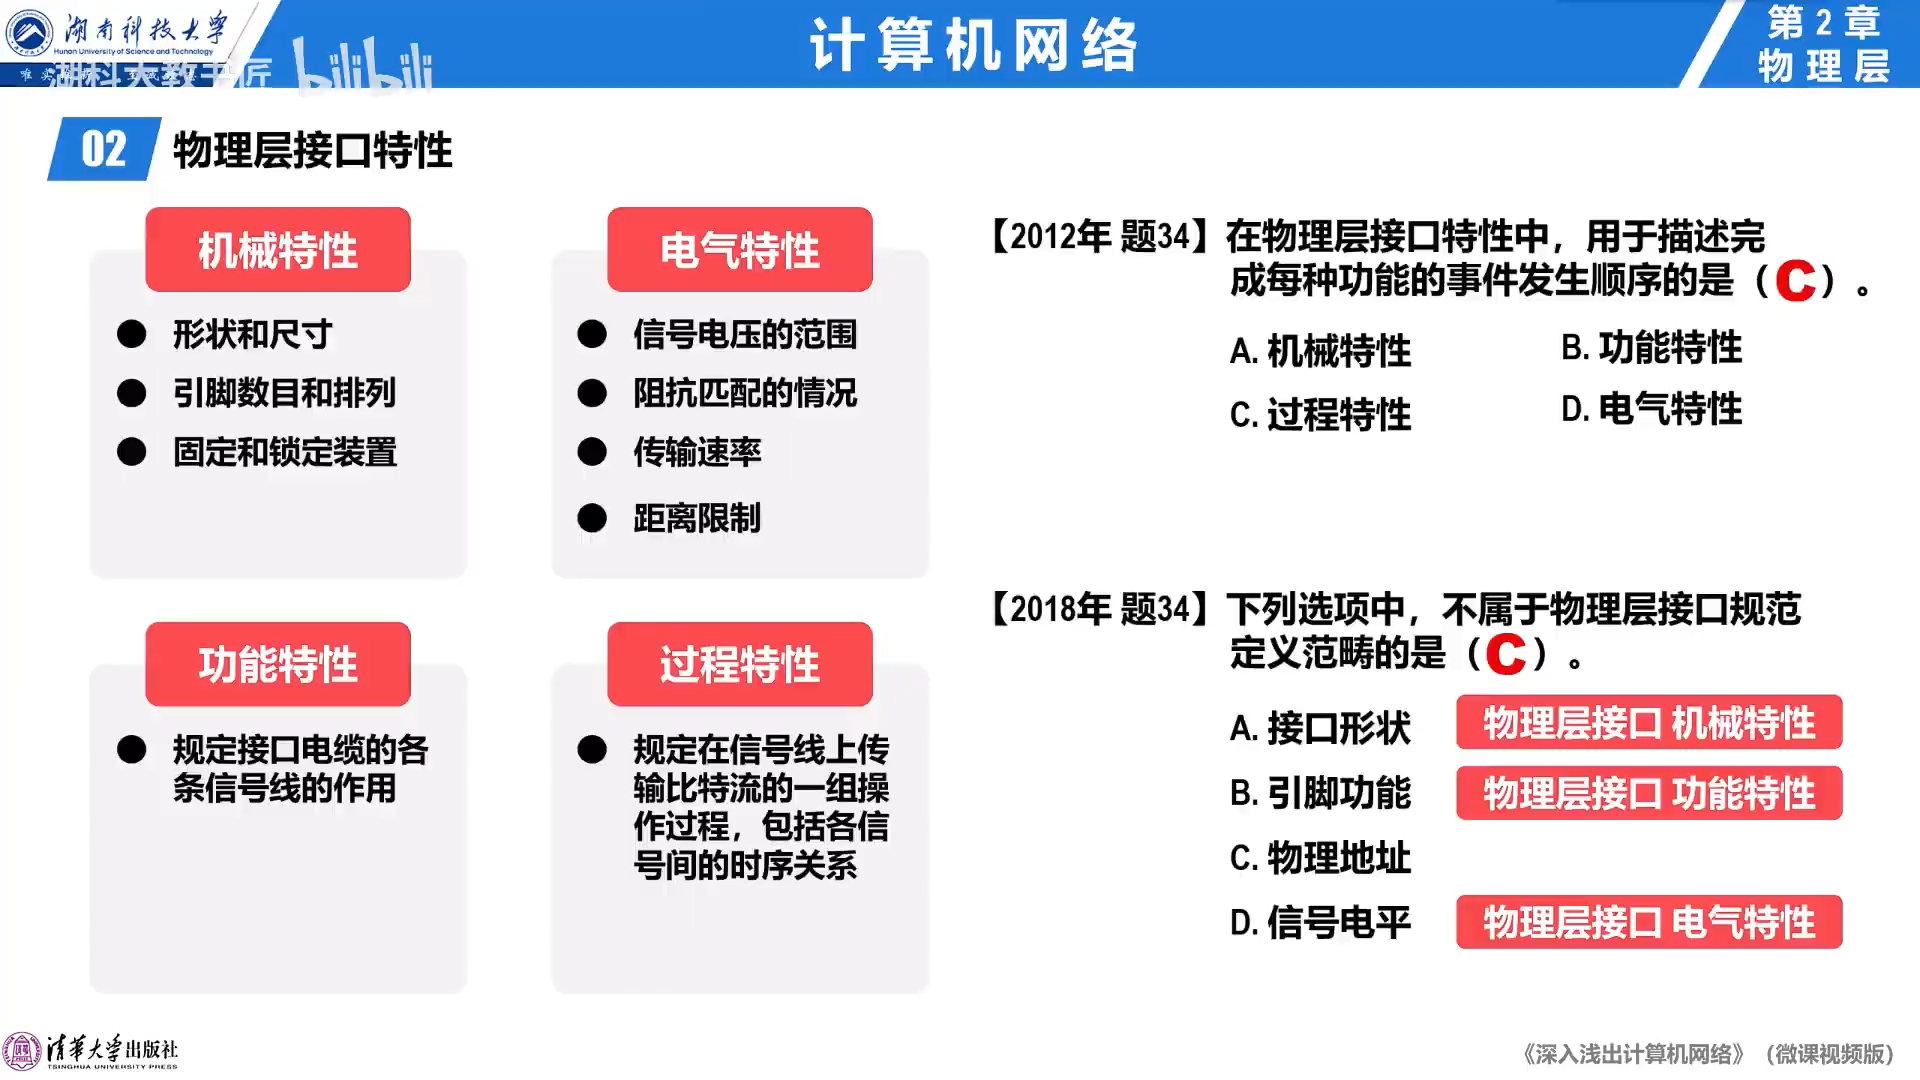 湖南科技大学
Hunan University of Science and Technology
湖科大教书匠
bilibili
计算机网络
第2章
物理层
02
物理层接口特性
机械特性
形状和尺寸
引脚数目和排列
固定和锁定装置
电气特性
信号电压的范围
阻抗匹配的情况
传输速率
距离限制
功能特性
规定接口电缆的各
条信号线的作用
过程特性
规定在信号线上传
输比特流的一组操
作过程，包括各信
号间的时序关系
【2012年 题34】在物理层接口特性中，用于描述完
成每种功能的事件发生顺序的是（C）。
A. 机械特性
B. 功能特性
C. 过程特性
D. 电气特性
【2018年 题34】下列选项中，不属于物理层接口规范
定义范畴的是（C）。
A. 接口形状 物理层接口 机械特性
B. 引脚功能 物理层接口 功能特性
C. 物理地址
D. 信号电平 物理层接口 电气特性
清华大学出版社
TSINGHUA UNIVERSITY PRESS
《深入浅出计算机网络》（微课视频版）